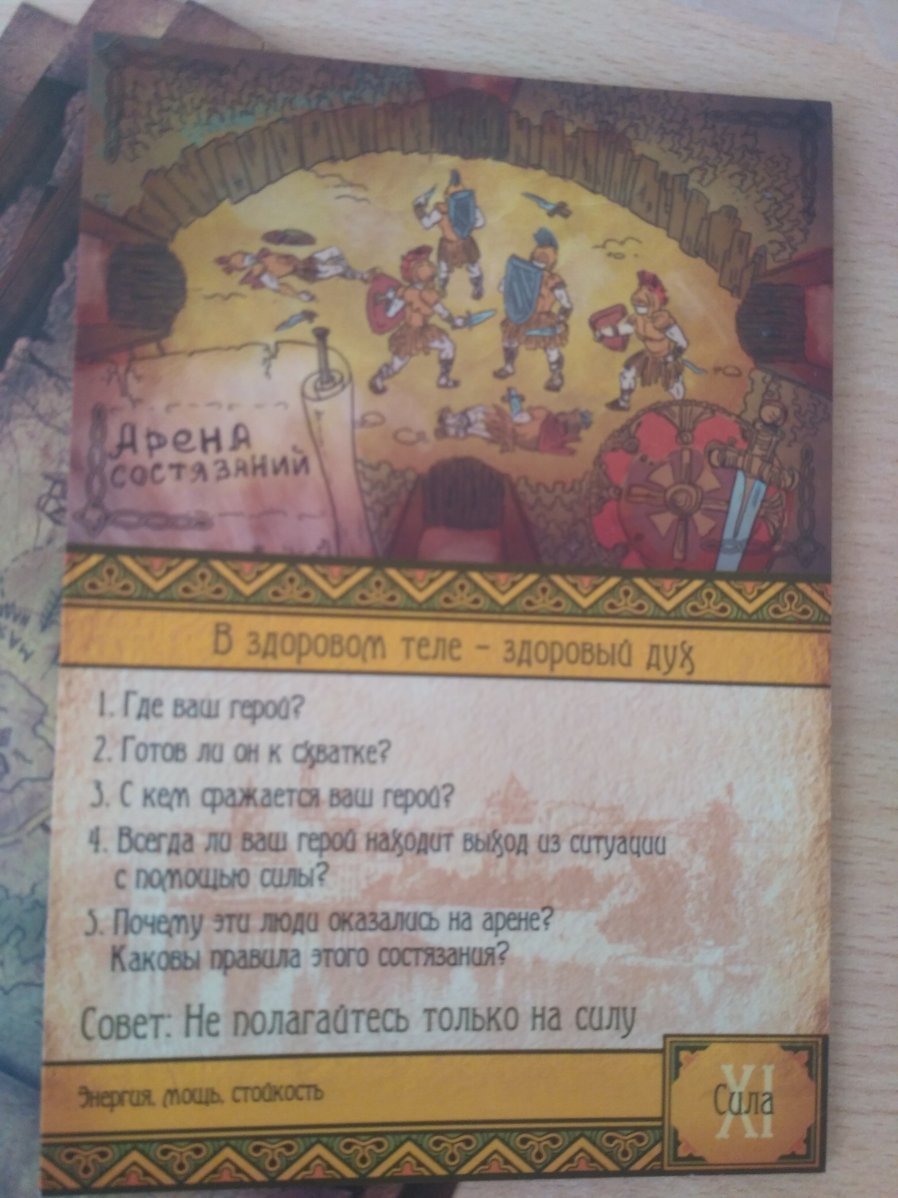 Арена
состязаний
В здоровом теле – здоровый дух
1. Где ваш герой?
2. Готов ли он к схватке?
3. С кем сражается ваш герой?
4. Всегда ли ваш герой находит выход из ситуации
с помощью силы?
5. Почему эти люди оказались на арене?
Каковы правила этого состязания?
Совет: Не полагайтесь только на силу
Энергия, мощь, стойкость
XI
Сила